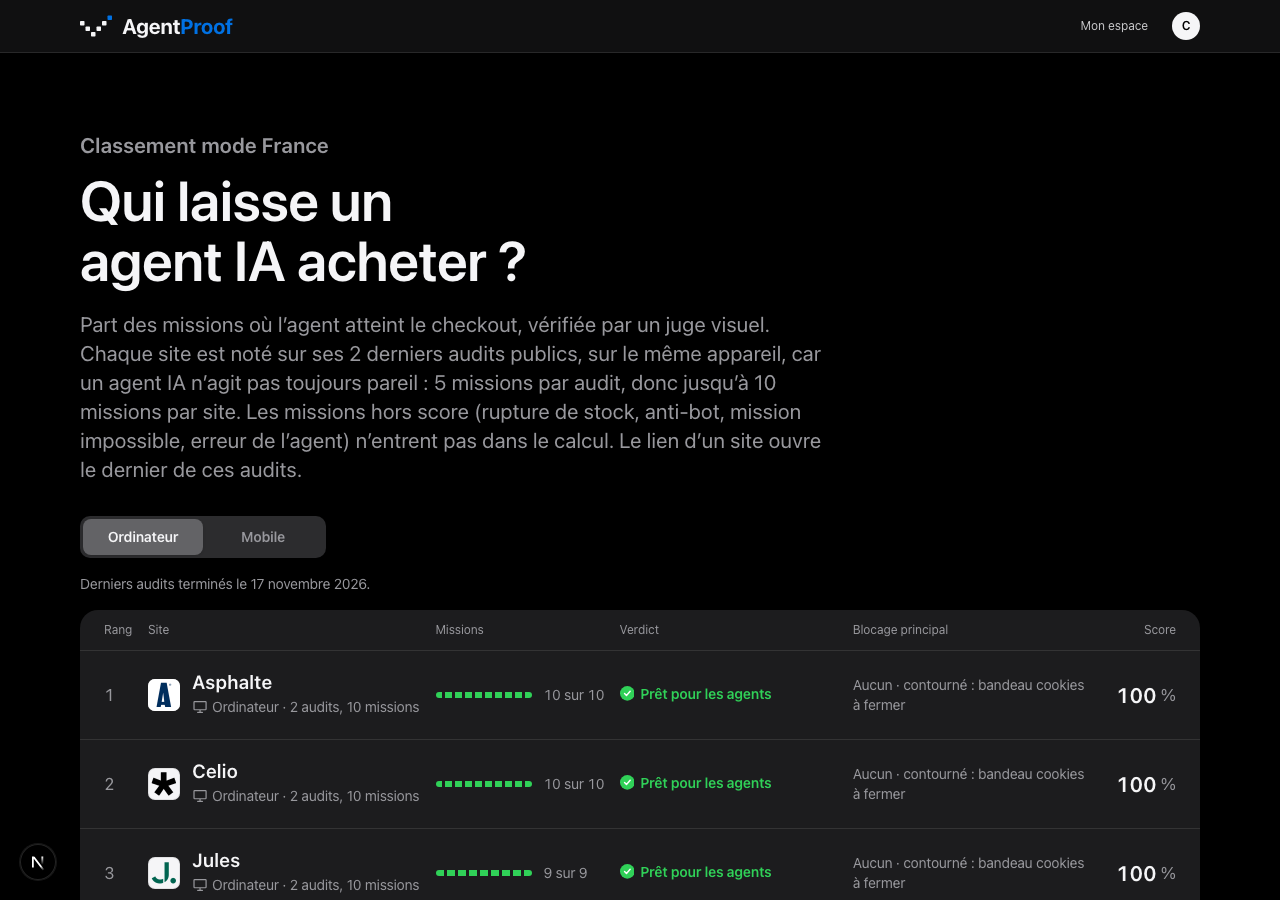 AgentProof
Mon espace
C
Classement mode France
Qui laisse un
agent IA acheter ?
Part des missions où l’agent atteint le checkout, vérifiée par un juge visuel.
Chaque site est noté sur ses 2 derniers audits publics, sur le même appareil, car
un agent IA n’agit pas toujours pareil : 5 missions par audit, donc jusqu’à 10
missions par site. Les missions hors score (rupture de stock, anti-bot, mission
impossible, erreur de l’agent) n’entrent pas dans le calcul. Le lien d’un site ouvre
le dernier de ces audits.
Ordinateur
Mobile
Derniers audits terminés le 17 novembre 2026.
Rang Site Missions Verdict Blocage principal Score
1
A
Asphalte
Ordinateur · 2 audits, 10 missions
10 sur 10
Prêt pour les agents
Aucun · contourné : bandeau cookies
à fermer
100 %
2
Celio
Ordinateur · 2 audits, 10 missions
10 sur 10
Prêt pour les agents
Aucun · contourné : bandeau cookies
à fermer
100 %
3
J.
Jules
Ordinateur · 2 audits, 10 missions
9 sur 9
Prêt pour les agents
Aucun · contourné : bandeau cookies
à fermer
100 %
N